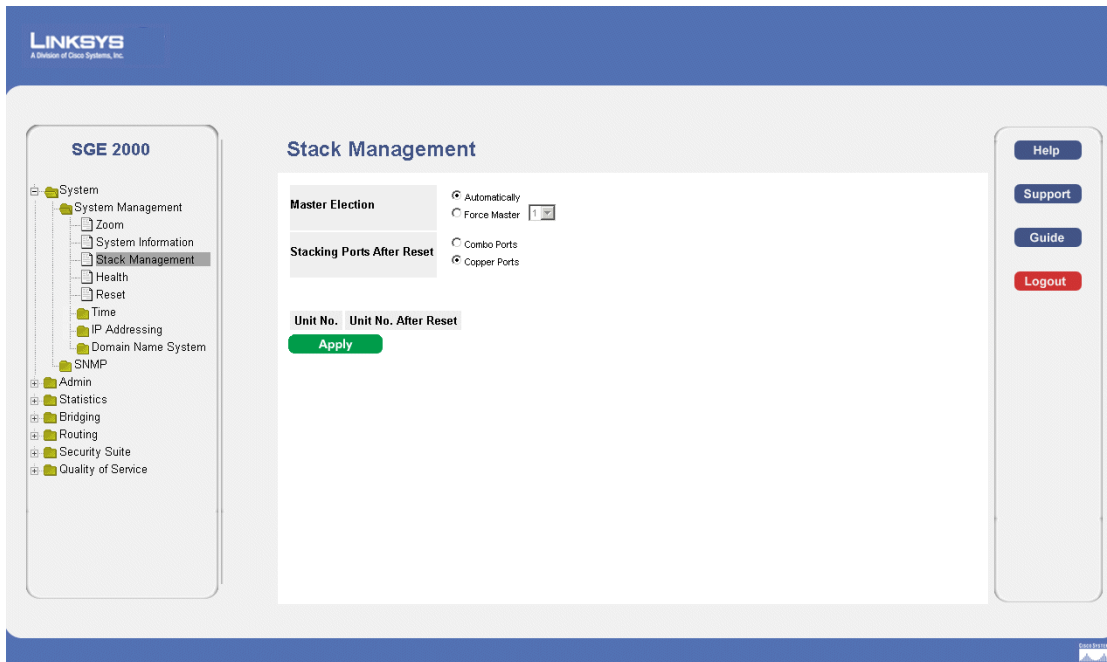 LINKSYS
A Division of Cisco Systems, Inc.
SGE 2000
System
System Management
Zoom
System Information
Stack Management
Health
Reset
Time
IP Addressing
Domain Name System
SNMP
Admin
Statistics
Bridging
Routing
Security Suite
Quality of Service
Stack Management
Master Election
Automatically
Force Master 1
Stacking Ports After Reset
Combo Ports
Copper Ports
Unit No. Unit No. After Reset
Apply
Help
Support
Guide
Logout